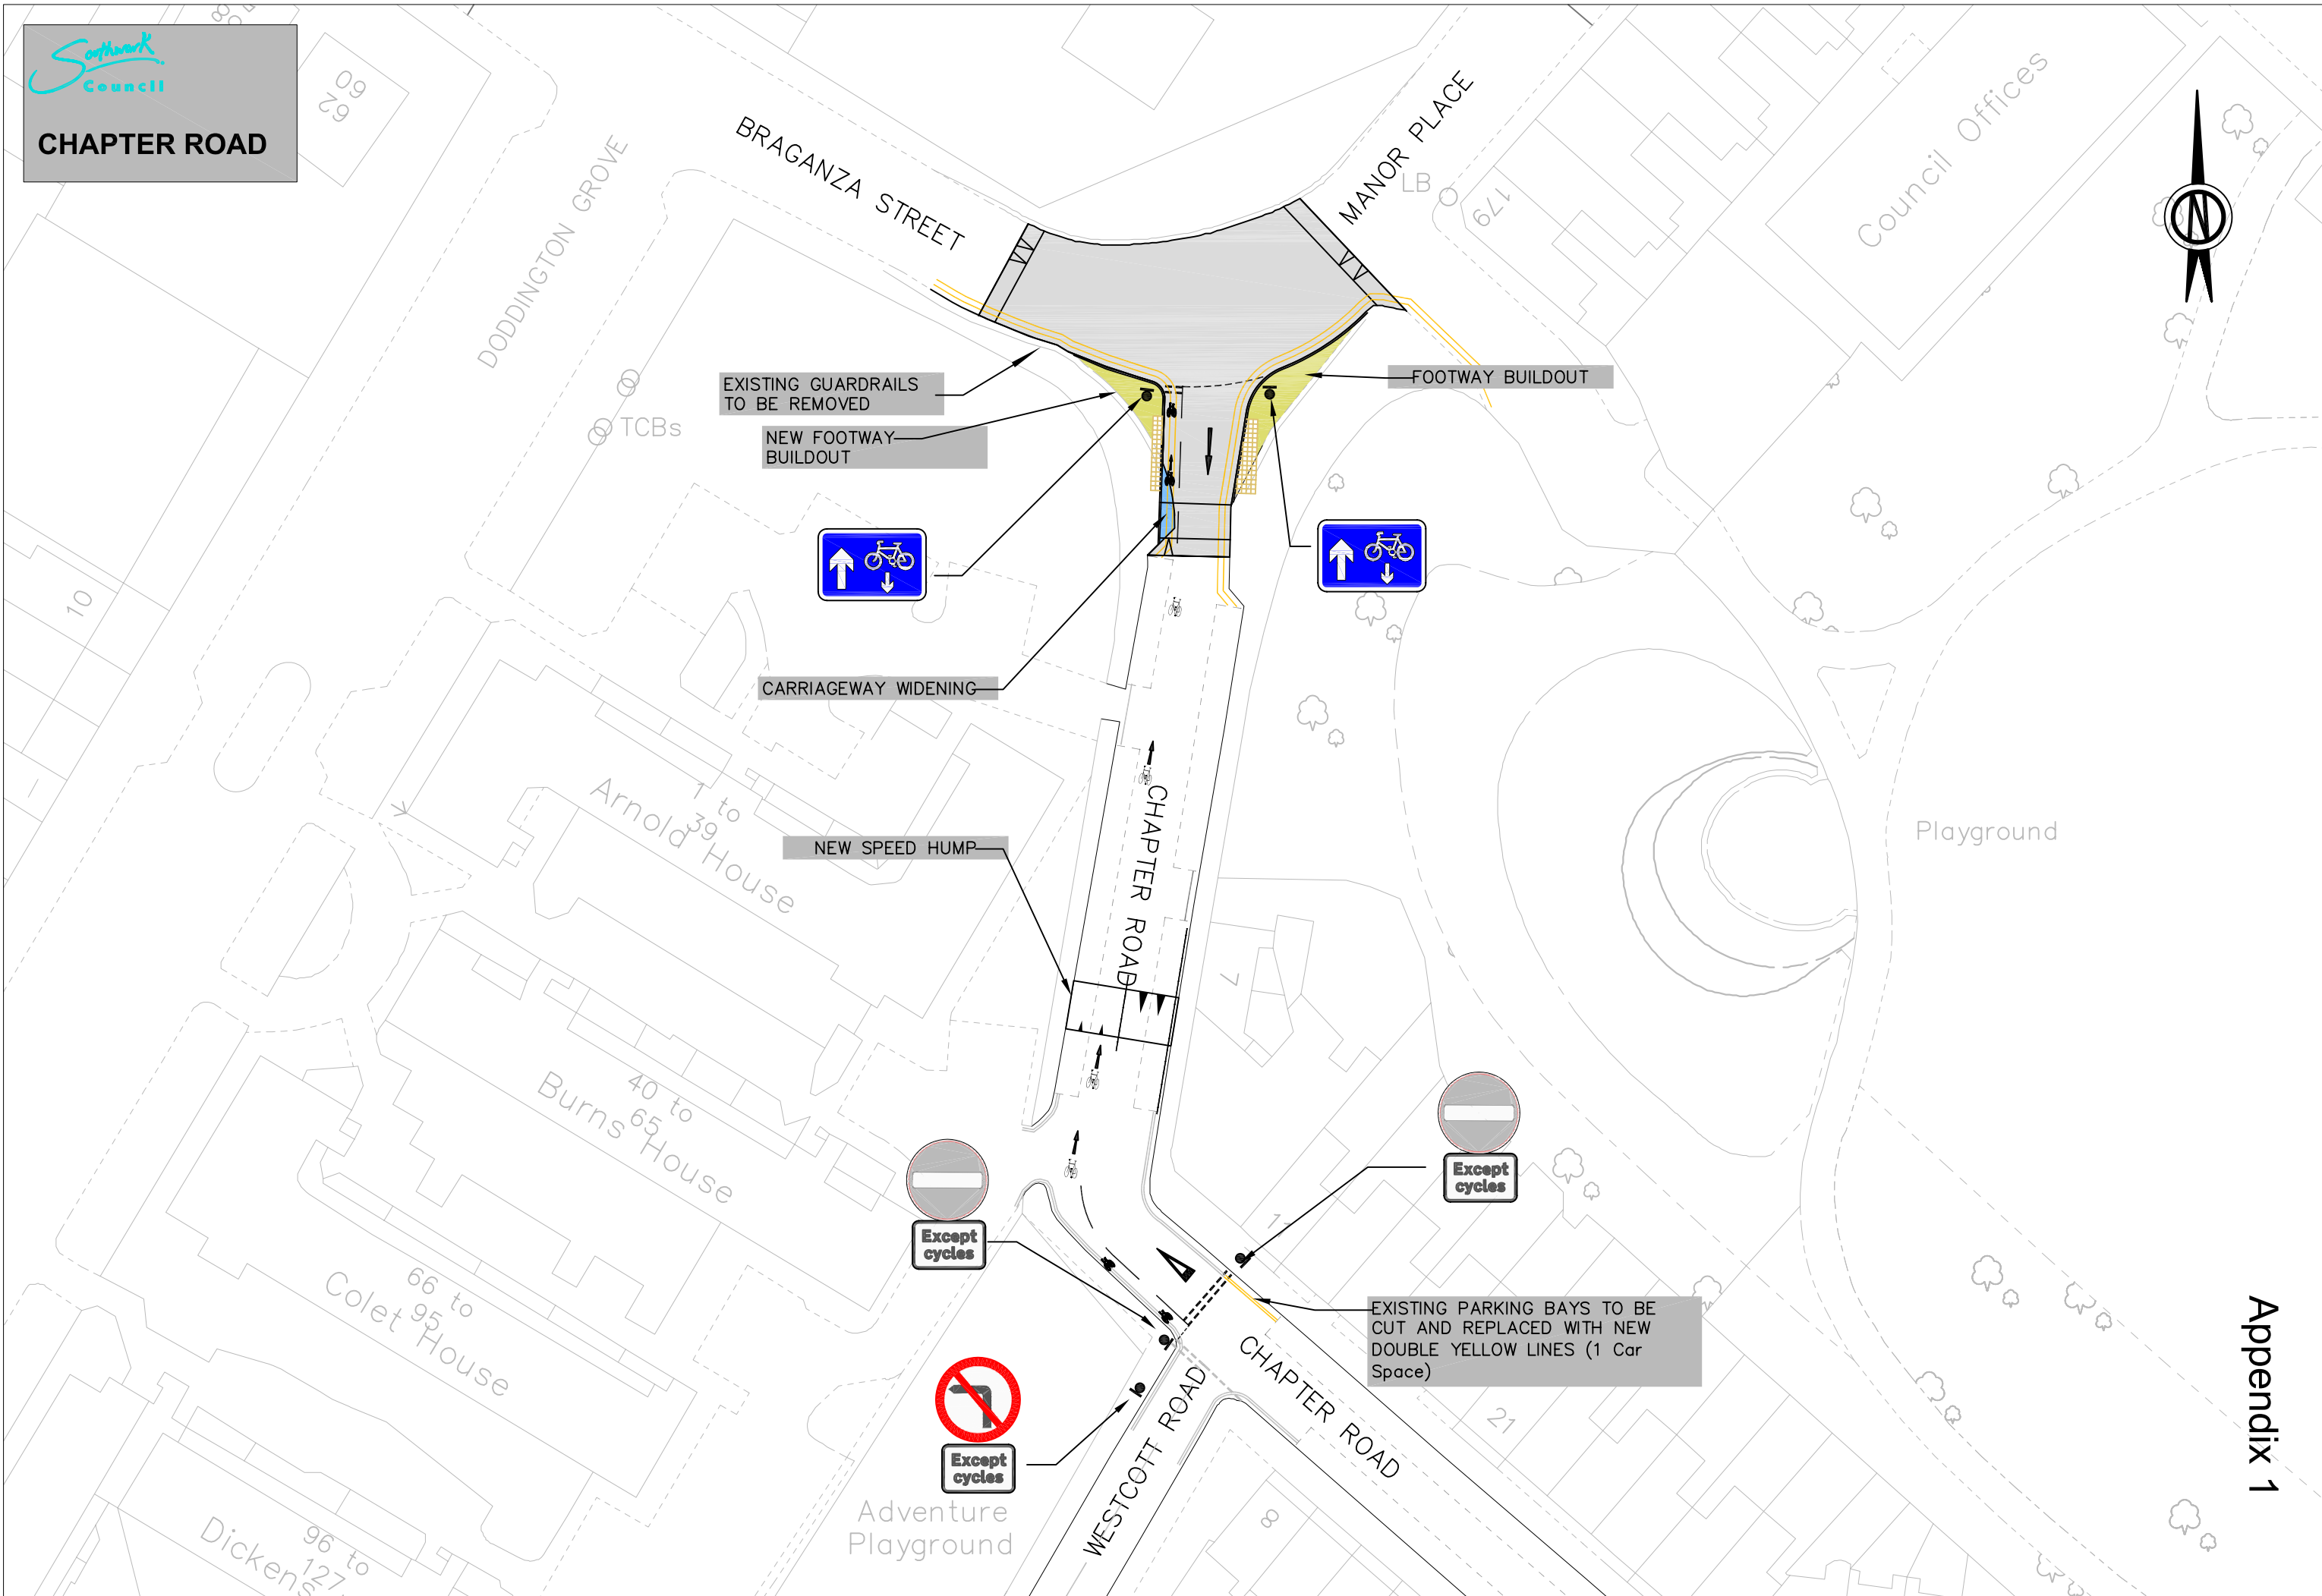 Southwark
Council
CHAPTER ROAD
60
62
8
DODDINGTON GROVE
BRAGANZA STREET
MANOR PLACE
LB
179
Council Offices
N
EXISTING GUARDRAILS
TO BE REMOVED
NEW FOOTWAY
BUILDOUT
FOOTWAY BUILDOUT
TCBs
10
CARRIAGEWAY WIDENING
1 to
39
Arnold House
NEW SPEED HUMP
CHAPTER ROAD
Playground
7
40 to
65
Burns House
66 to
95
Colet House
Except
cycles
Except
cycles
EXISTING PARKING BAYS TO BE
CUT AND REPLACED WITH NEW
DOUBLE YELLOW LINES (1 Car
Space)
CHAPTER ROAD
WESTCOTT ROAD
21
8
Except
cycles
Adventure
Playground
96 to
127
Dickens
Appendix 1